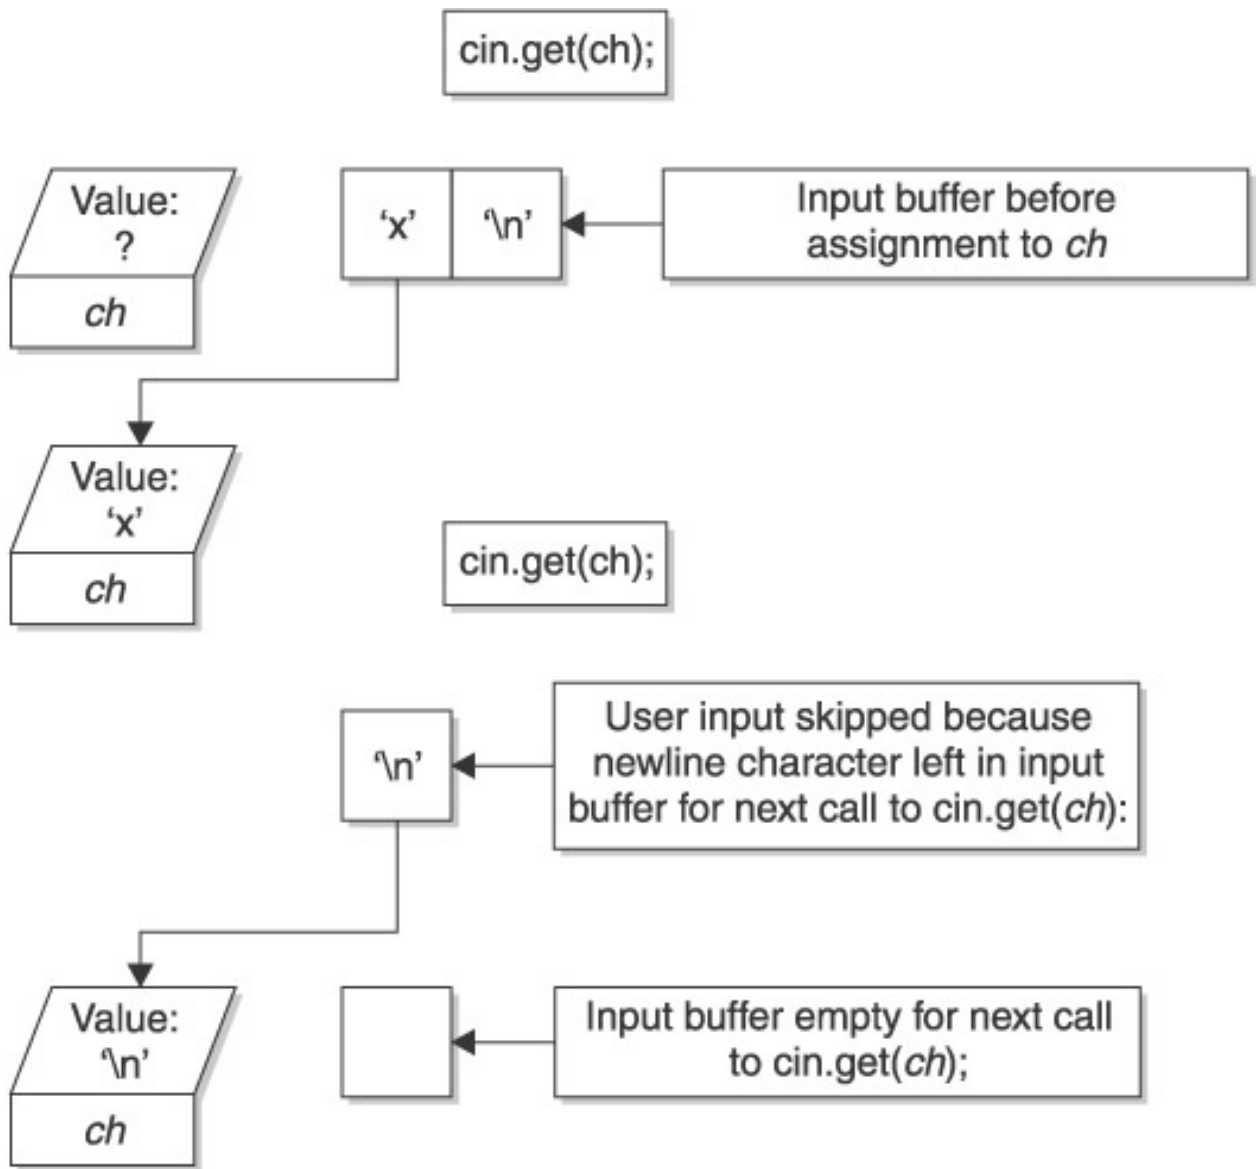 cin.get(ch);
Value:
?
ch
‘x’
‘\n’
Input buffer before
assignment to ch
Value:
‘x’
ch
cin.get(ch);
‘\n’
User input skipped because
newline character left in input
buffer for next call to cin.get(ch):
Value:
‘\n’
ch
Input buffer empty for next call
to cin.get(ch);